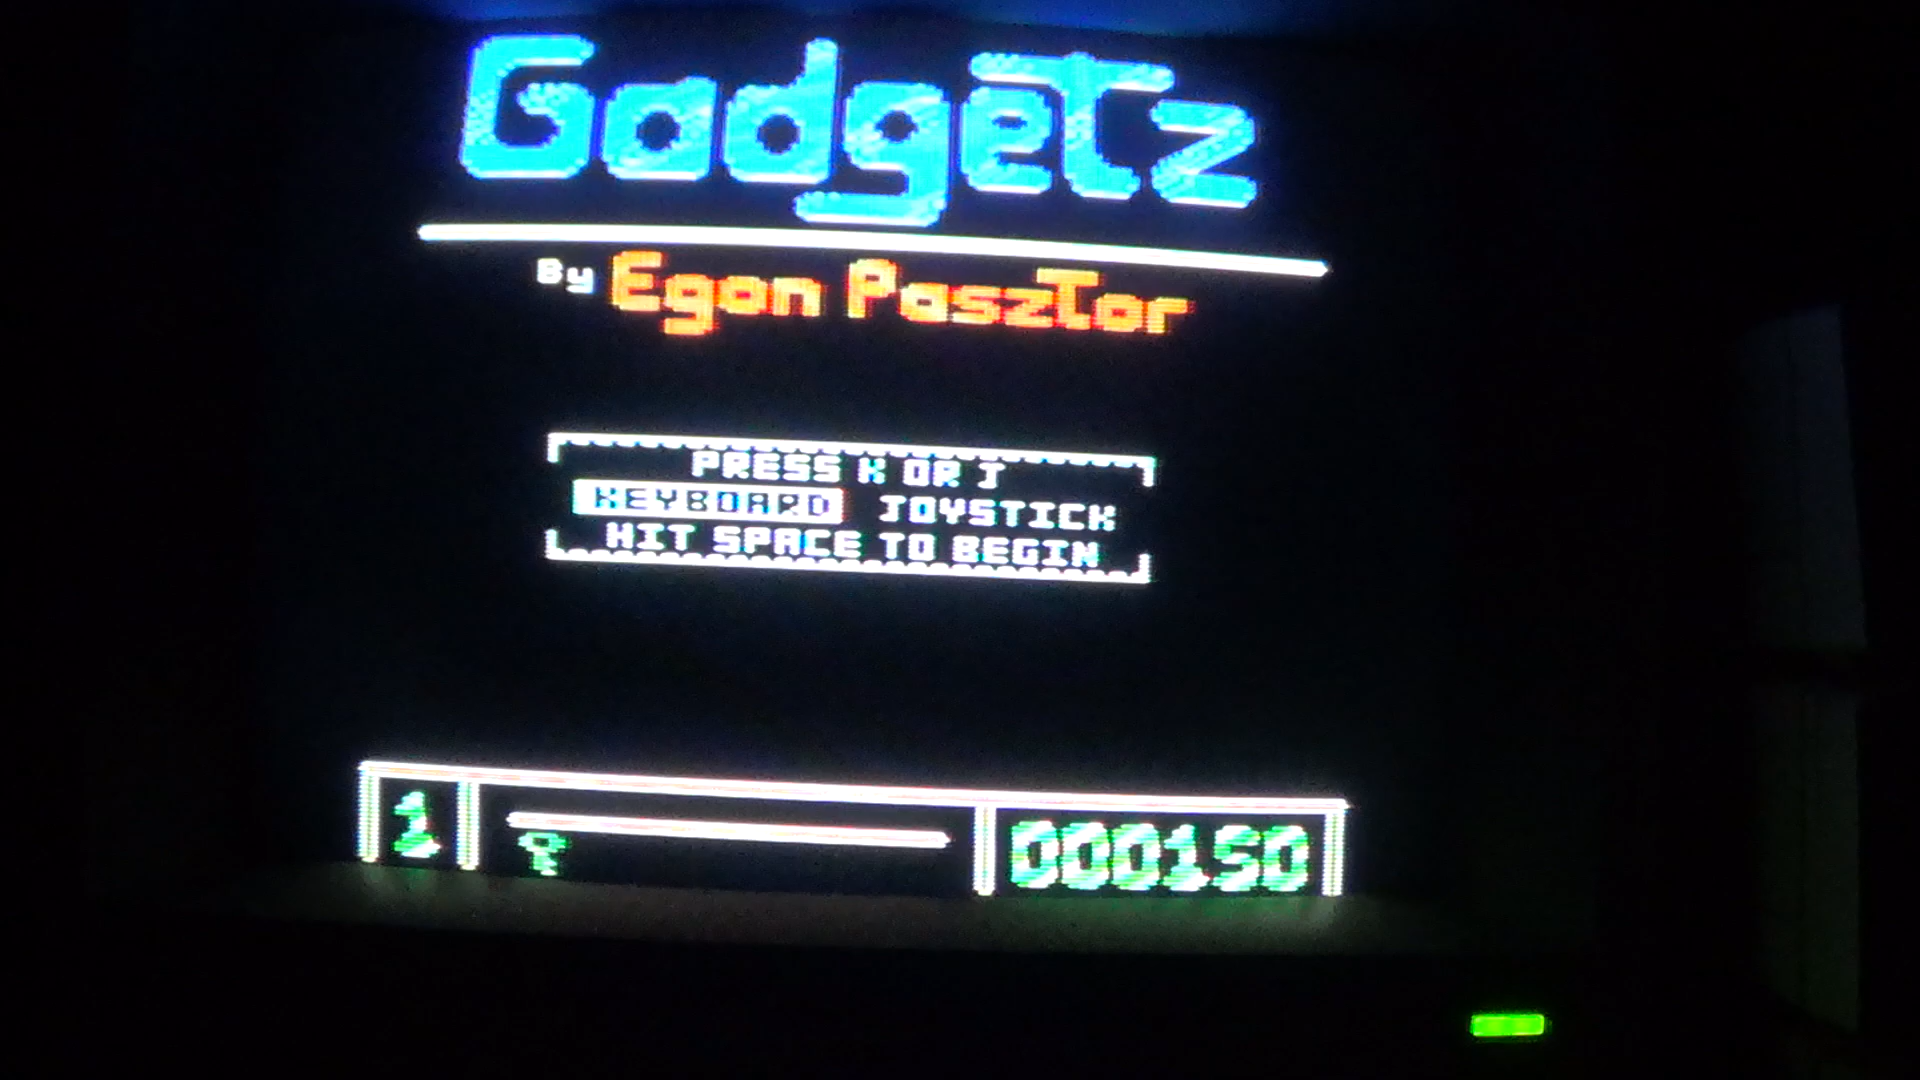 GadgeTz
By Egon PaszTor
PRESS K OR J
KEYBOARD JOYSTICK
HIT SPACE TO BEGIN
1 000150